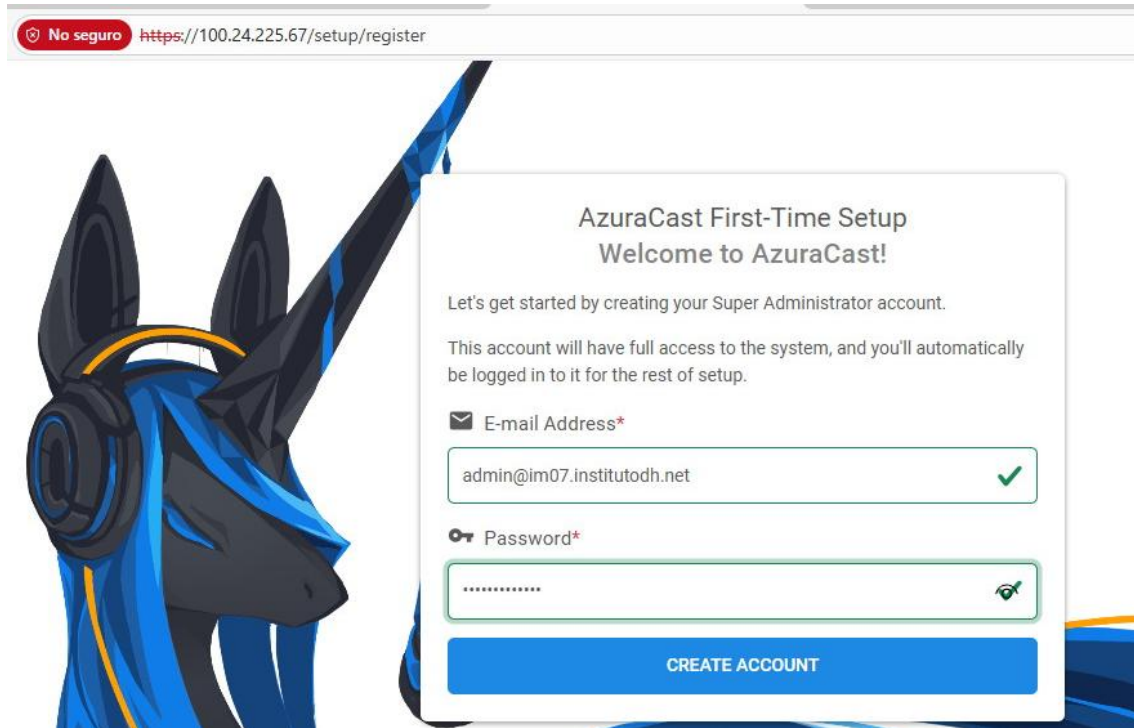 No seguro https://100.24.225.67/setup/register
AzuraCast First-Time Setup
Welcome to AzuraCast!
Let's get started by creating your Super Administrator account.
This account will have full access to the system, and you'll automatically
be logged in to it for the rest of setup.
E-mail Address*
admin@im07.institutodh.net
Password*
•••••••••••••
CREATE ACCOUNT